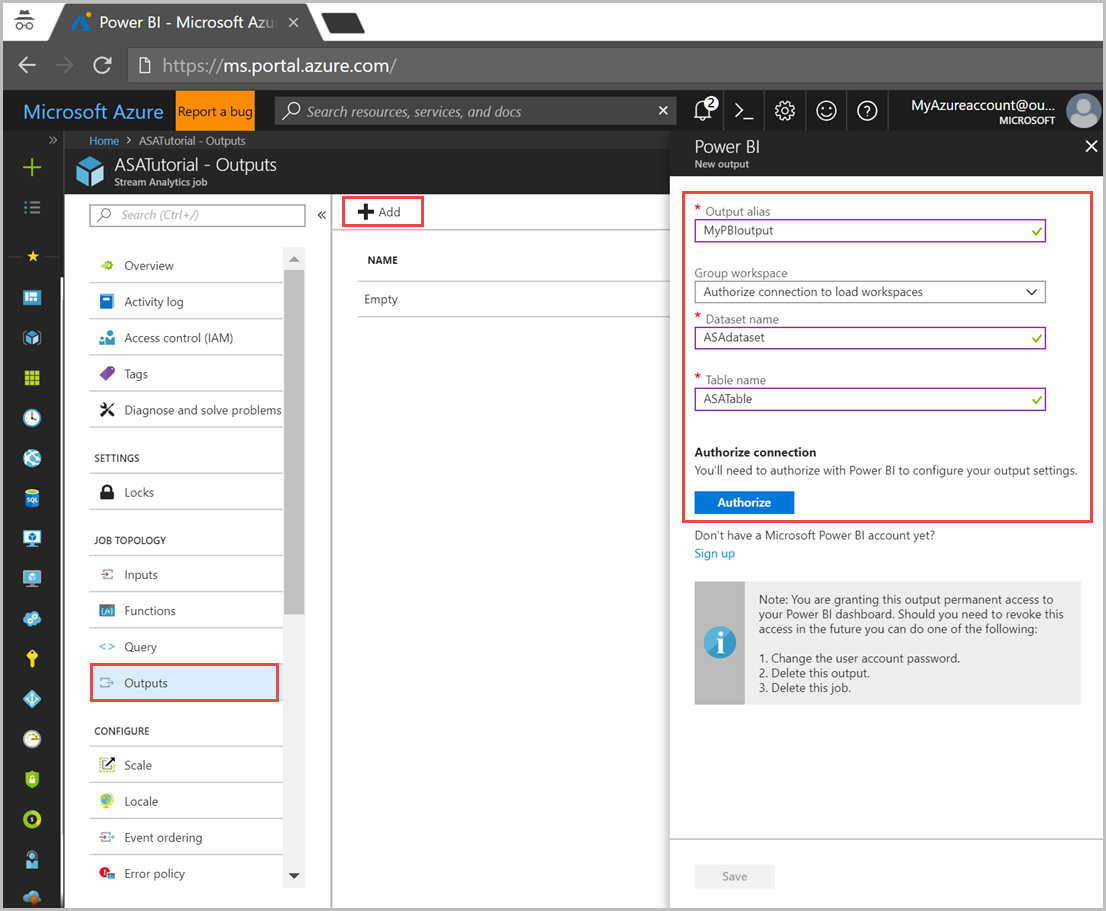 Power BI - Microsoft Azu
https://ms.portal.azure.com/
Microsoft Azure
Report a bug
Search resources, services, and docs
2
MyAzureaccount@ou...
MICROSOFT
Home > ASATutorial - Outputs
ASATutorial - Outputs
Stream Analytics job
Search (Ctrl+/)
Overview
Activity log
Access control (IAM)
Tags
Diagnose and solve problems
SETTINGS
Locks
JOB TOPOLOGY
Inputs
Functions
Query
Outputs
CONFIGURE
Scale
Locale
Event ordering
Error policy
SQL
Add
NAME
Empty
Power BI
New output
* Output alias
MyPBIoutput
Group workspace
Authorize connection to load workspaces
* Dataset name
ASAdataset
* Table name
ASATable
Authorize connection
You'll need to authorize with Power BI to configure your output settings.
Authorize
Don't have a Microsoft Power BI account yet?
Sign up
Note: You are granting this output permanent access to
your Power BI dashboard. Should you need to revoke this
access in the future you can do one of the following:
1. Change the user account password.
2. Delete this output.
3. Delete this job.
Save